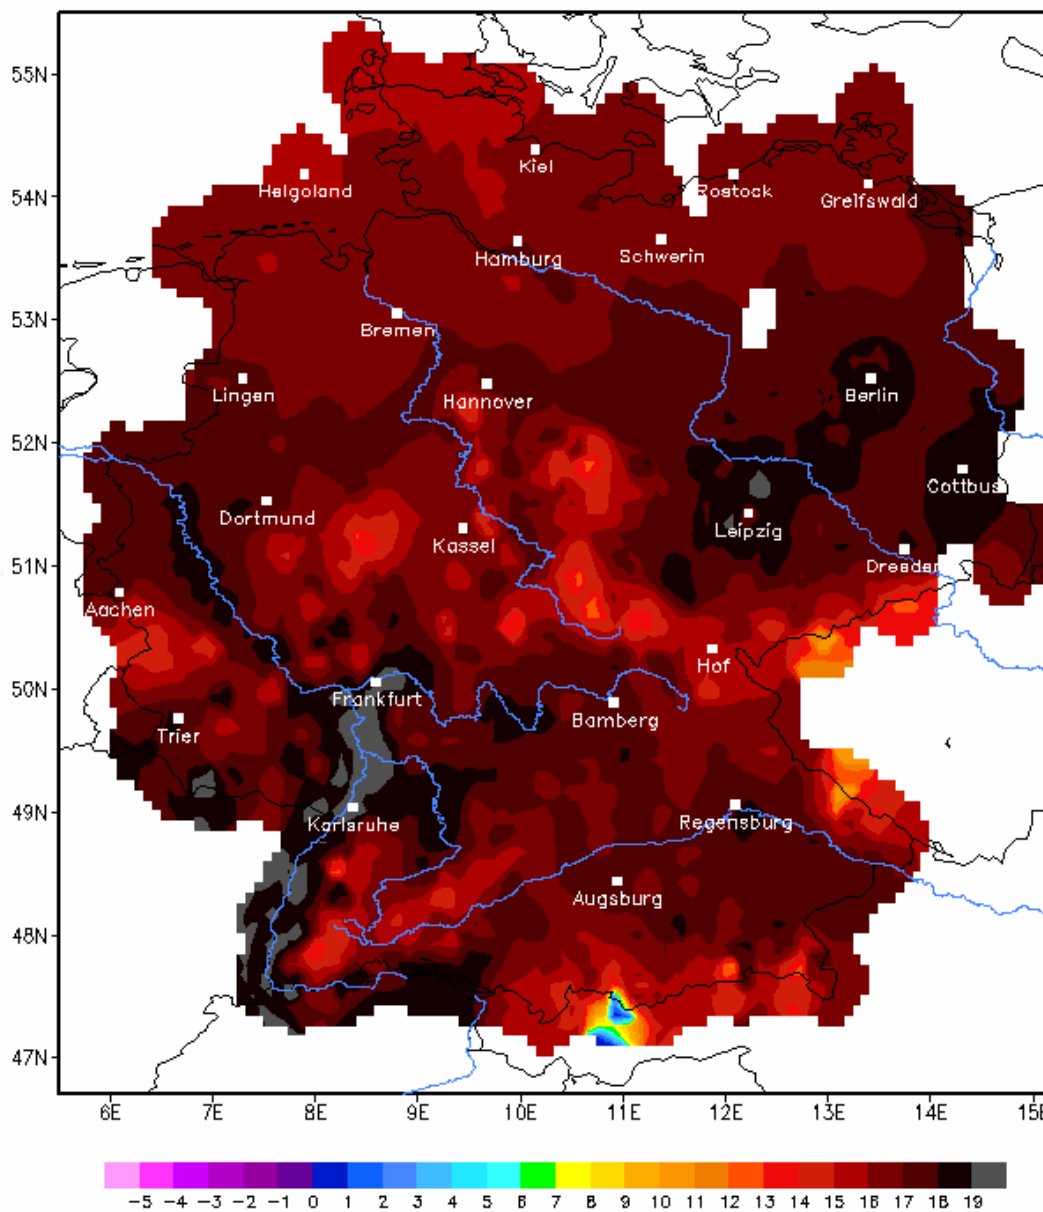 55N
Kiel
Helgoland
Rostock
54N
Greifswald
Hamburg
Schwerin
53N
Bremen
Lingen
Hannover
Berlin
52N
Cottbus
Dortmund
Leipzig
Kassel
51N
Dresden
Aachen
Hof
50N
Frankfurt
Bamberg
Trier
49N
Karlsruhe
Regensburg
Augsburg
48N
47N
6E 7E 8E 9E 10E 11E 12E 13E 14E 15E
-5 -4 -3 -2 -1 0 1 2 3 4 5 6 7 8 9 10 11 12 13 14 15 16 17 18 19